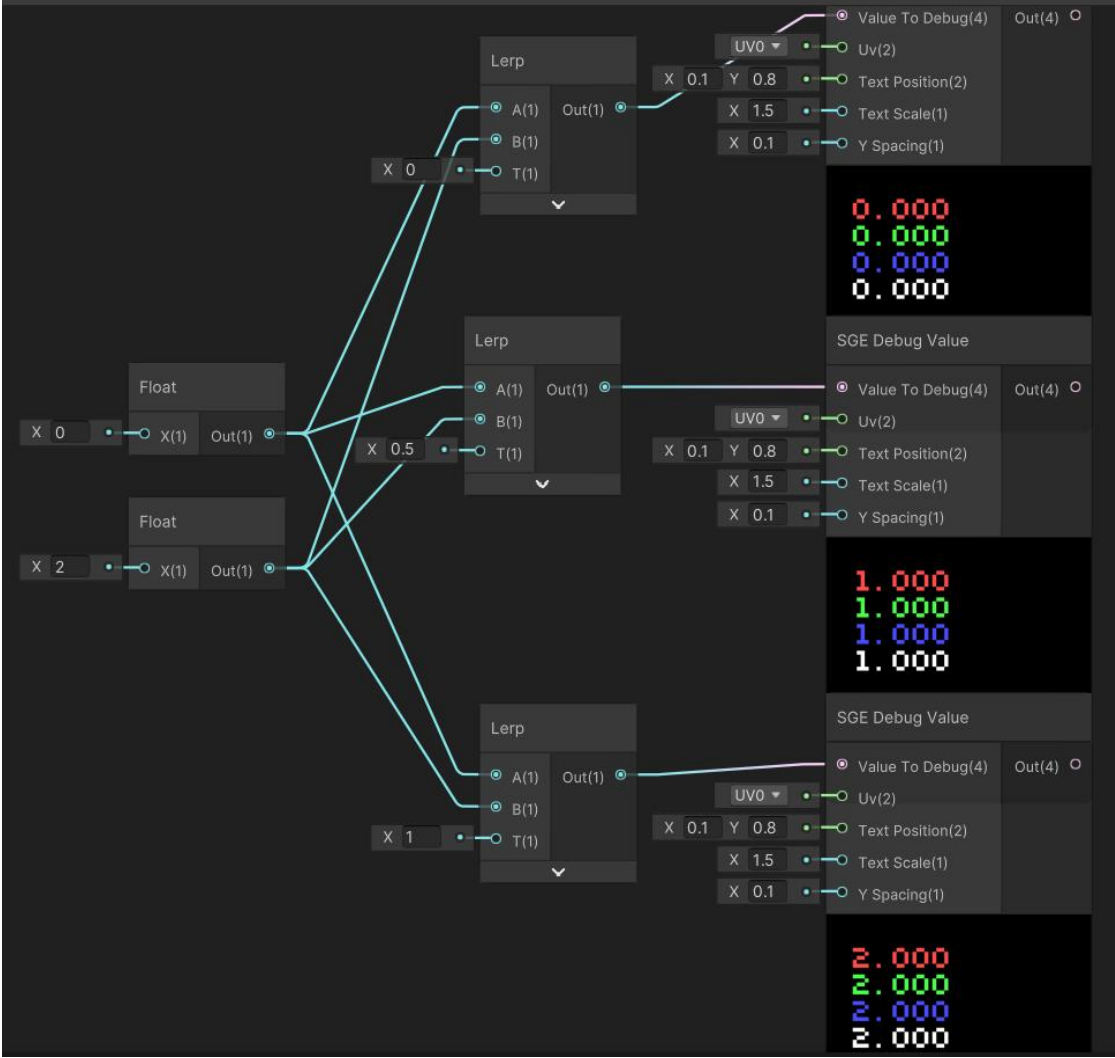 Value To Debug(4) Out(4)
UV0 Uv(2)
X 0.1 Y 0.8 Text Position(2)
X 1.5 Text Scale(1)
X 0.1 Y Spacing(1)
0.000
0.000
0.000
0.000
Lerp
A(1) Out(1)
B(1)
X 0 T(1)
Float
X 0 X(1) Out(1)
Float
X 2 X(1) Out(1)
Lerp
A(1) Out(1)
B(1)
X 0.5 T(1)
SGE Debug Value
Value To Debug(4) Out(4)
UV0 Uv(2)
X 0.1 Y 0.8 Text Position(2)
X 1.5 Text Scale(1)
X 0.1 Y Spacing(1)
1.000
1.000
1.000
1.000
Lerp
A(1) Out(1)
B(1)
X 1 T(1)
SGE Debug Value
Value To Debug(4) Out(4)
UV0 Uv(2)
X 0.1 Y 0.8 Text Position(2)
X 1.5 Text Scale(1)
X 0.1 Y Spacing(1)
2.000
2.000
2.000
2.000